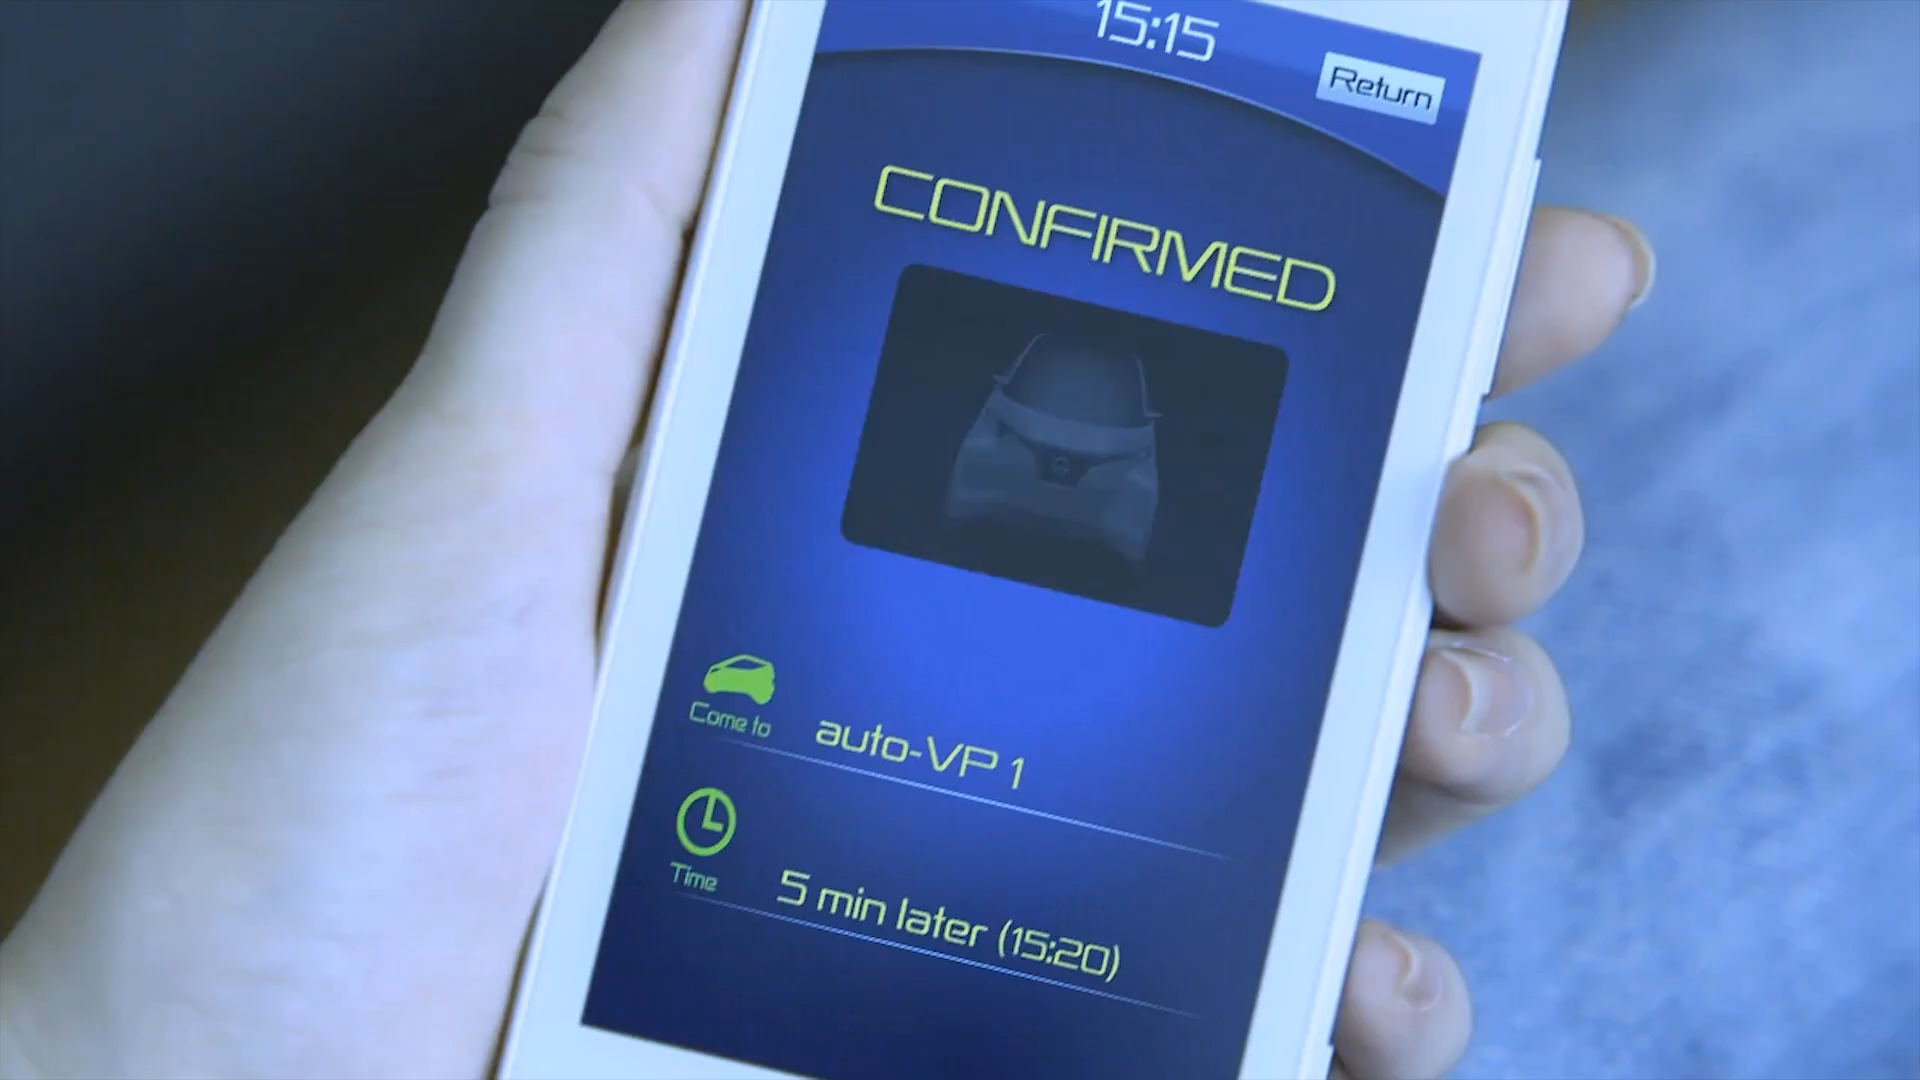 15:15
Return
CONFIRMED
Come to
auto-VP 1
Time
5 min later (15:20)